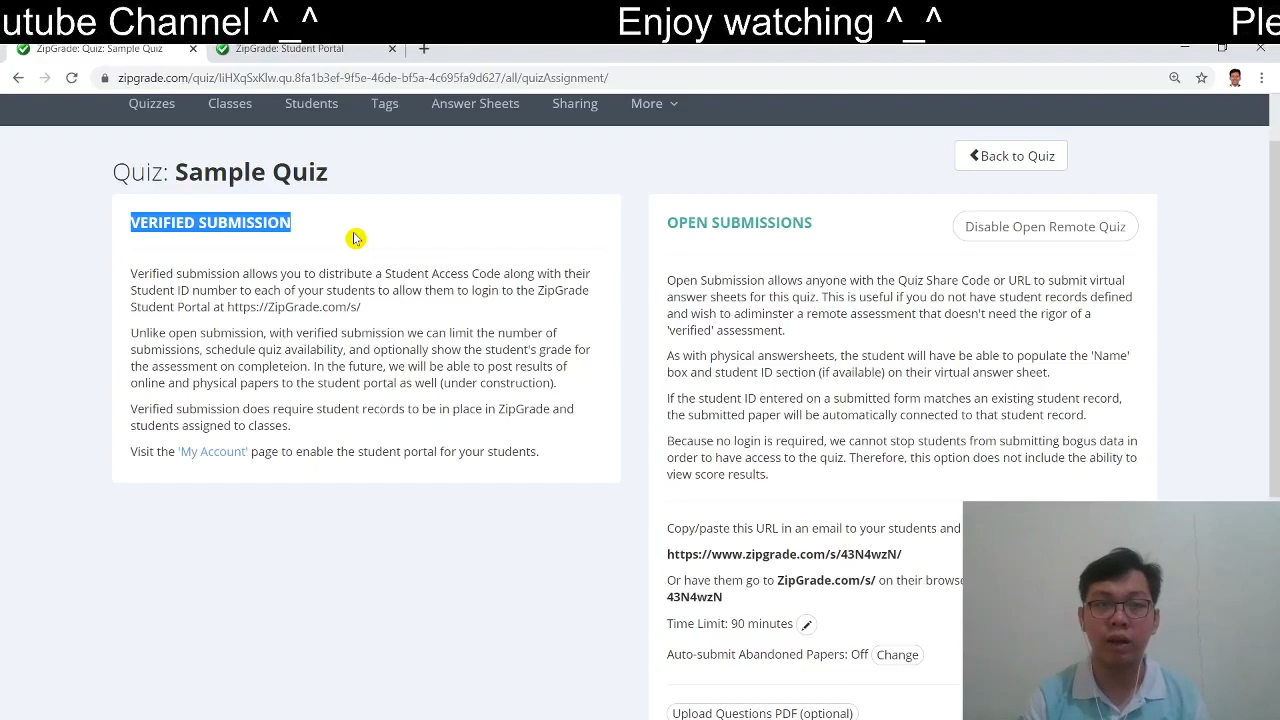 utube Channel ^_^ Enjoy watching ^_^ Ple
ZipGrade: Quiz: Sample Quiz ZipGrade: Student Portal
zipgrade.com/quiz/IiHXqSxKlw.qu.8fa1b3ef-9f5e-46de-bf5a-4c695fa9d627/all/quizAssignment/
Quizzes Classes Students Tags Answer Sheets Sharing More
Quiz: Sample Quiz
Back to Quiz
VERIFIED SUBMISSION
Verified submission allows you to distribute a Student Access Code along with their
Student ID number to each of your students to allow them to login to the ZipGrade
Student Portal at https://ZipGrade.com/s/
Unlike open submission, with verified submission we can limit the number of
submissions, schedule quiz availability, and optionally show the student's grade for
the assessment on completeion. In the future, we will be able to post results of
online and physical papers to the student portal as well (under construction).
Verified submission does require student records to be in place in ZipGrade and
students assigned to classes.
Visit the 'My Account' page to enable the student portal for your students.
OPEN SUBMISSIONS
Disable Open Remote Quiz
Open Submission allows anyone with the Quiz Share Code or URL to submit virtual
answer sheets for this quiz. This is useful if you do not have student records defined
and wish to adminster a remote assessment that doesn't need the rigor of a
'verified' assessment.
As with physical answersheets, the student will have be able to populate the 'Name'
box and student ID section (if available) on their virtual answer sheet.
If the student ID entered on a submitted form matches an existing student record,
the submitted paper will be automatically connected to that student record.
Because no login is required, we cannot stop students from submitting bogus data in
order to have access to the quiz. Therefore, this option does not include the ability to
view score results.
Copy/paste this URL in an email to your students and
https://www.zipgrade.com/s/43N4wzN/
Or have them go to ZipGrade.com/s/ on their browse
43N4wzN
Time Limit: 90 minutes
Auto-submit Abandoned Papers: Off Change
Upload Questions PDF (optional)